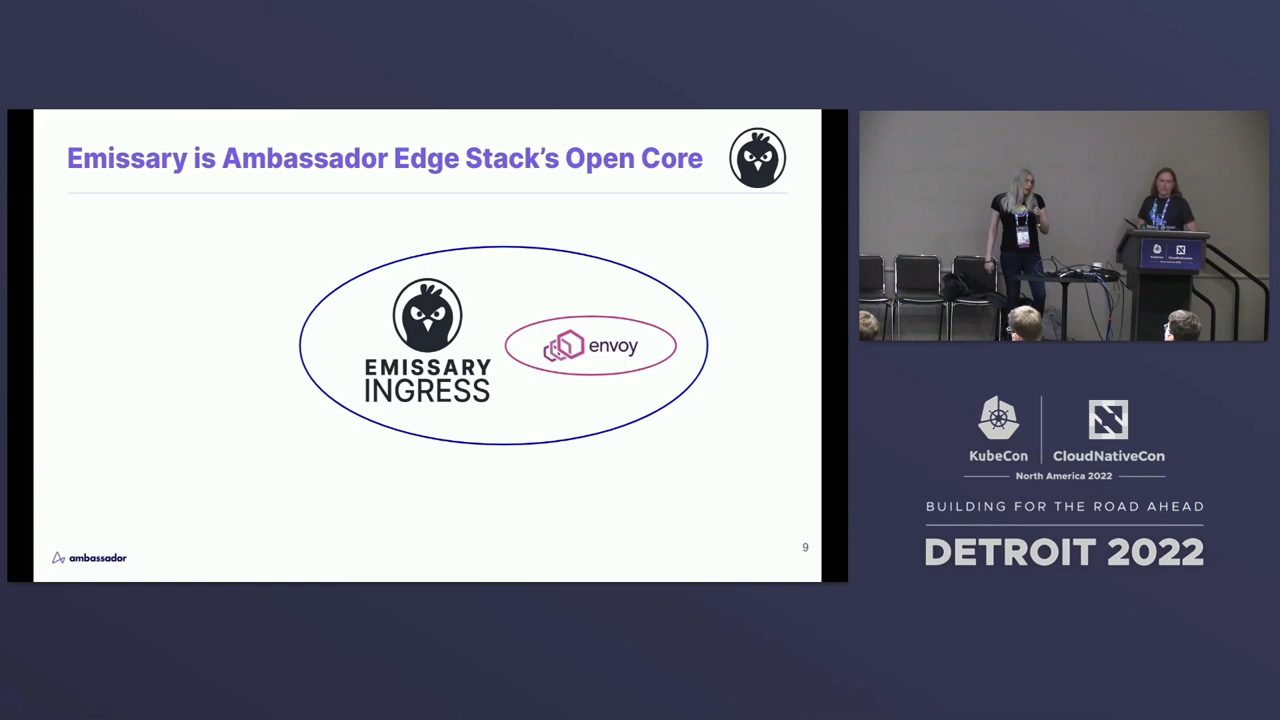 Emissary is Ambassador Edge Stack's Open Core
EMISSARY
INGRESS
envoy
ambassador
9
KubeCon
CloudNativeCon
North America 2022
BUILDING FOR THE ROAD AHEAD
DETROIT 2022